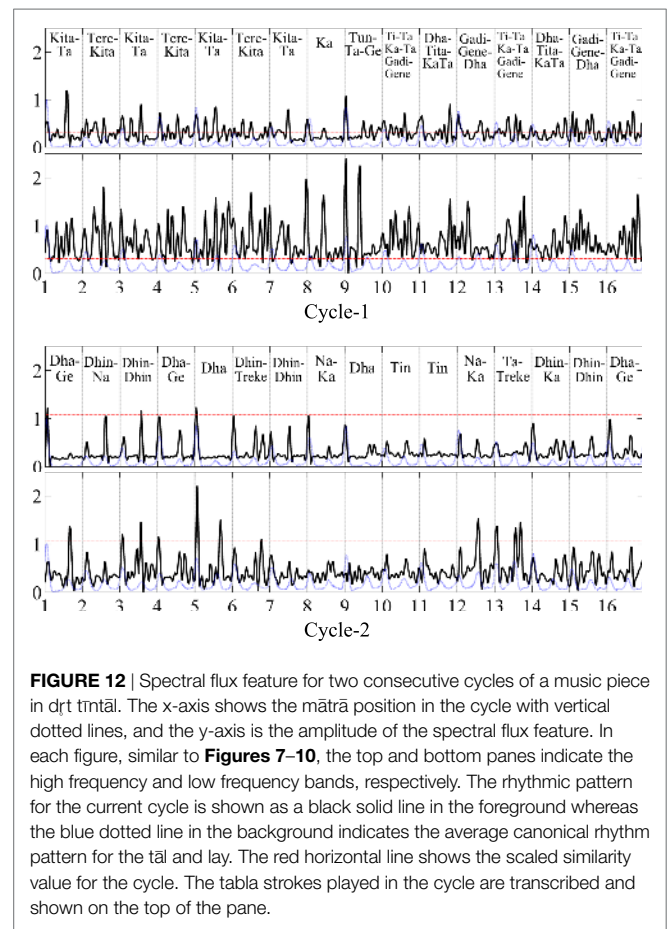 Kita- Tere- Kita- Tere- Kita- Tere- Kita- Ka Tun- Ti-Ta Dha- Gadi- Ti-Ta Dha- Gadi- Ti-Ta
Ta Kita Ta Kita Ta Kita Ta Ta-Ge Ka-Ta Tita- Gene- Ka-Ta Tita- Gene- Ka-Ta
Gadi- KaTa Dha Gadi- KaTa Dha Gadi-
Gene Gene Gene
2
1
0
2
1
0
1 2 3 4 5 6 7 8 9 10 11 12 13 14 15 16
Cycle-1
Dha- Dhin- Dhin- Dha- Dha Dhin- Dhin- Na- Dha Tin Tin Na- Ta- Dhin- Dhin- Dha-
Ge Na Dhin Ge Treke Dhin Ka Ka Treke Ka Dhin Ge
2
1
0
2
1
0
1 2 3 4 5 6 7 8 9 10 11 12 13 14 15 16
Cycle-2
FIGURE 12 | Spectral flux feature for two consecutive cycles of a music piece
in dr̥t tīntāl. The x-axis shows the mātrā position in the cycle with vertical
dotted lines, and the y-axis is the amplitude of the spectral flux feature. In
each figure, similar to Figures 7–10, the top and bottom panes indicate the
high frequency and low frequency bands, respectively. The rhythmic pattern
for the current cycle is shown as a black solid line in the foreground whereas
the blue dotted line in the background indicates the average canonical rhythm
pattern for the tāl and lay. The red horizontal line shows the scaled similarity
value for the cycle. The tabla strokes played in the cycle are transcribed and
shown on the top of the pane.